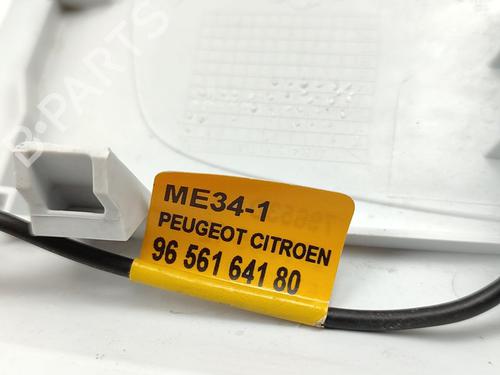 B-PARTS
ME34-1
PEUGEOT CITROEN
96 561 641 80